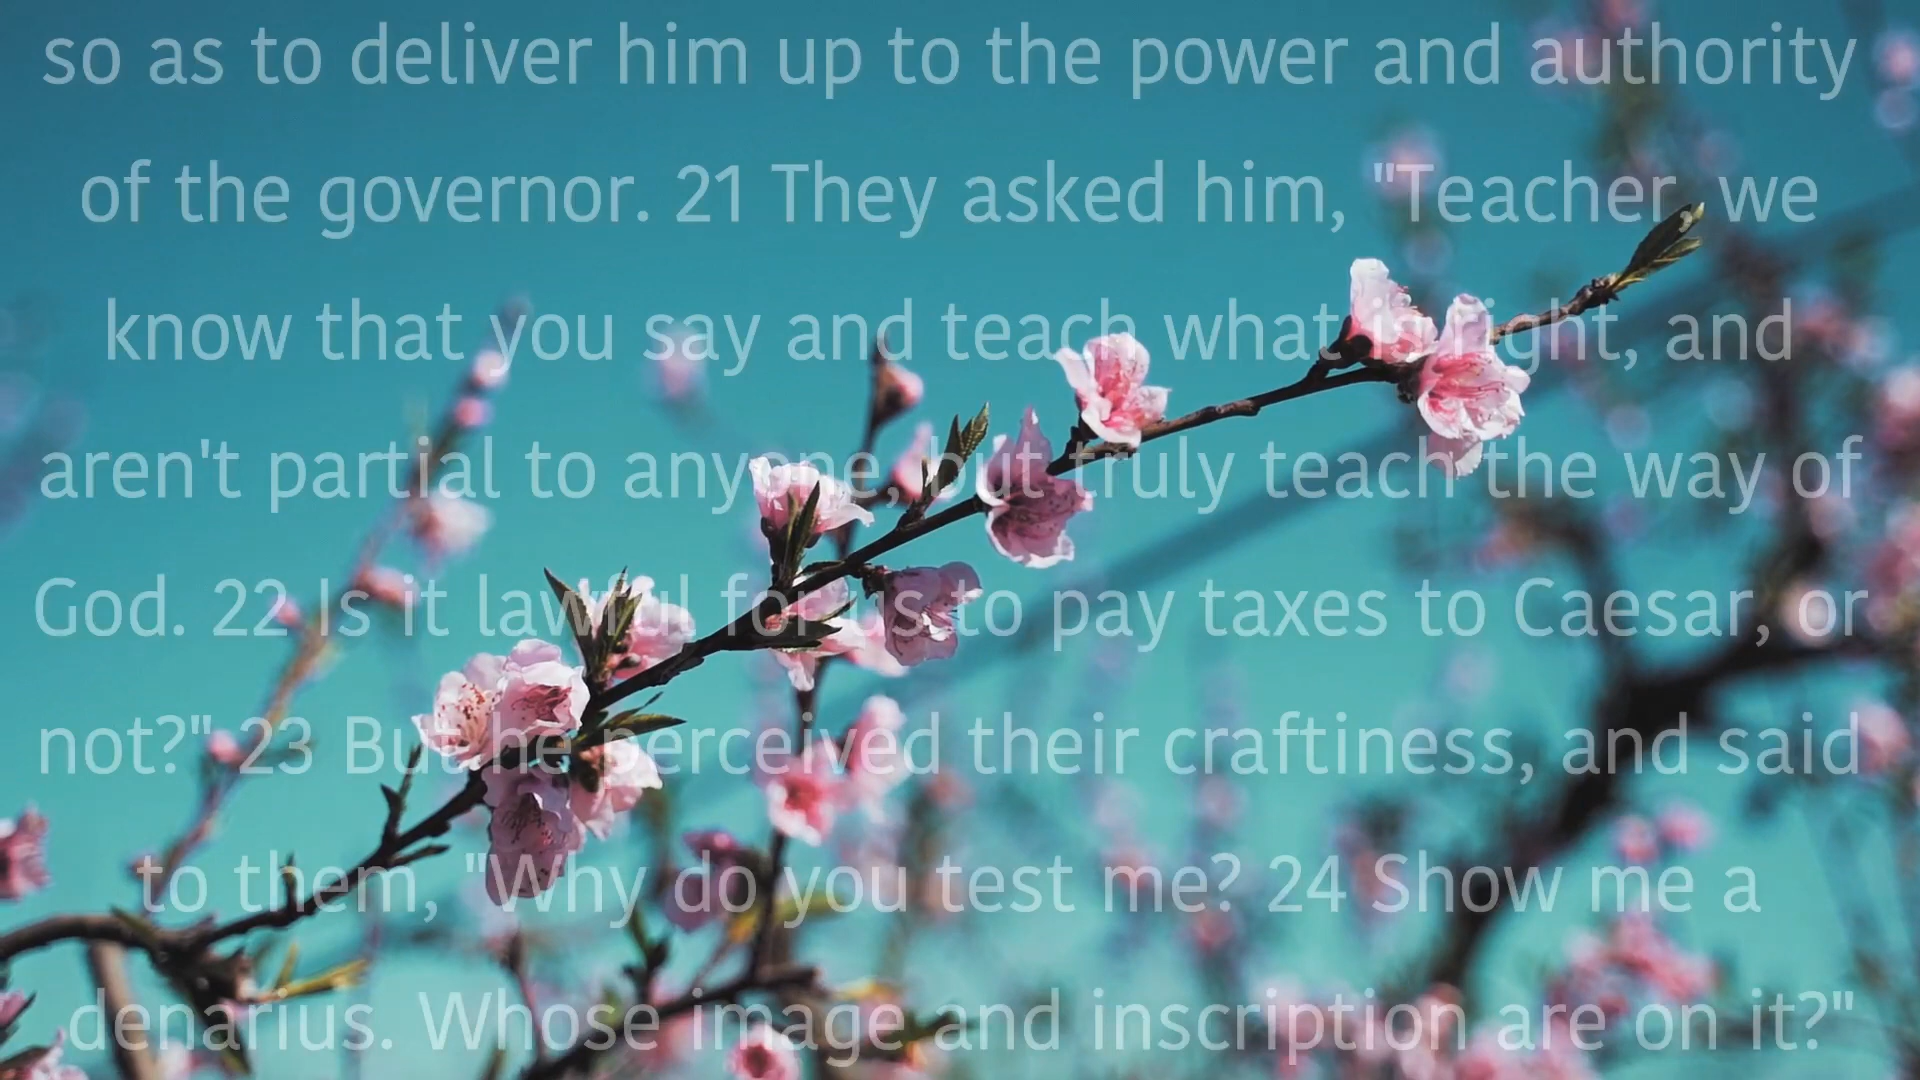 so as to deliver him up to the power and authority
of the governor. 21 They asked him, "Teacher, we
know that you say and teach what is right, and
aren't partial to anyone, but truly teach the way of
God. 22 Is it lawful for us to pay taxes to Caesar, or
not?" 23 But he perceived their craftiness, and said
to them, "Why do you test me? 24 Show me a
denarius. Whose image and inscription are on it?"